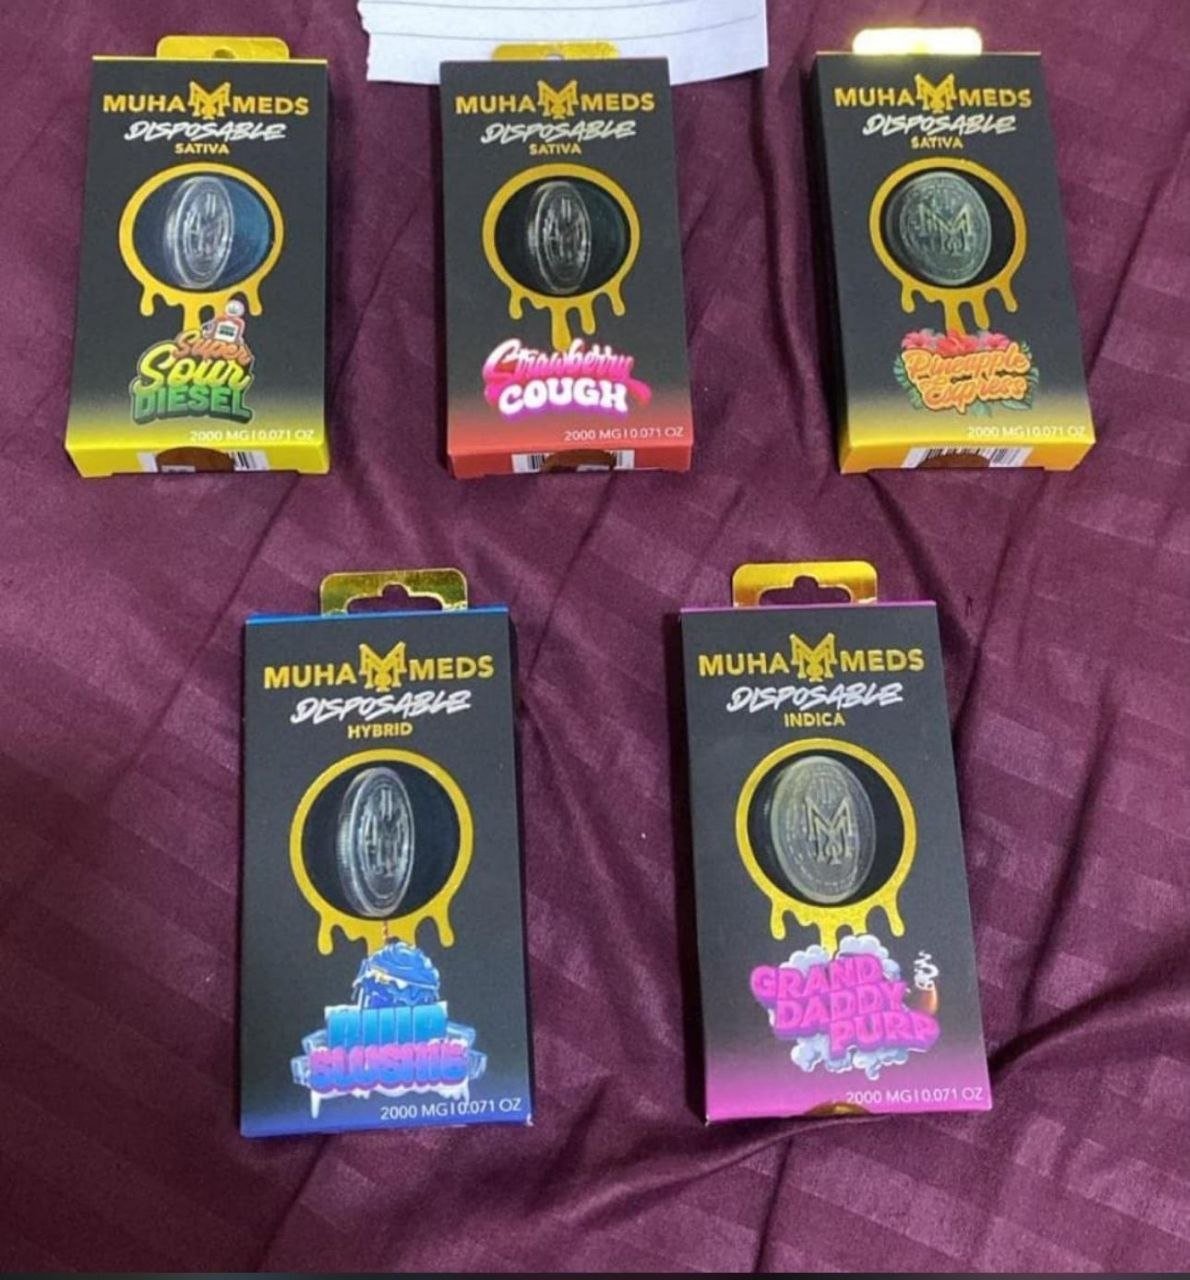 MUHA MEDS
DISPOSABLE
SATIVA
Super
Sour
DIESEL
2000 MG | 0.071 OZ
MUHA MEDS
DISPOSABLE
SATIVA
Strawberry
COUGH
2000 MG | 0.071 OZ
MUHA MEDS
DISPOSABLE
SATIVA
Pineapple
Express
2000 MG | 0.071 OZ
MUHA MEDS
DISPOSABLE
HYBRID
BLUE
SLUSHIE
2000 MG | 0.071 OZ
MUHA MEDS
DISPOSABLE
INDICA
GRAND
DADDY
PURP
2000 MG | 0.071 OZ